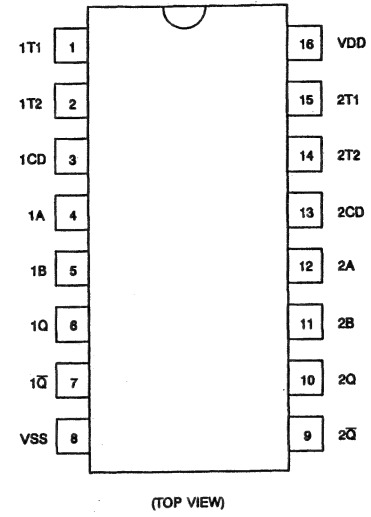 1T1 1 16 VDD
1T2 2 15 2T1
1CD 3 14 2T2
1A 4 13 2CD
1B 5 12 2A
1Q 6 11 2B
1Q̅ 7 10 2Q
VSS 8 9 2Q̅
(TOP VIEW)